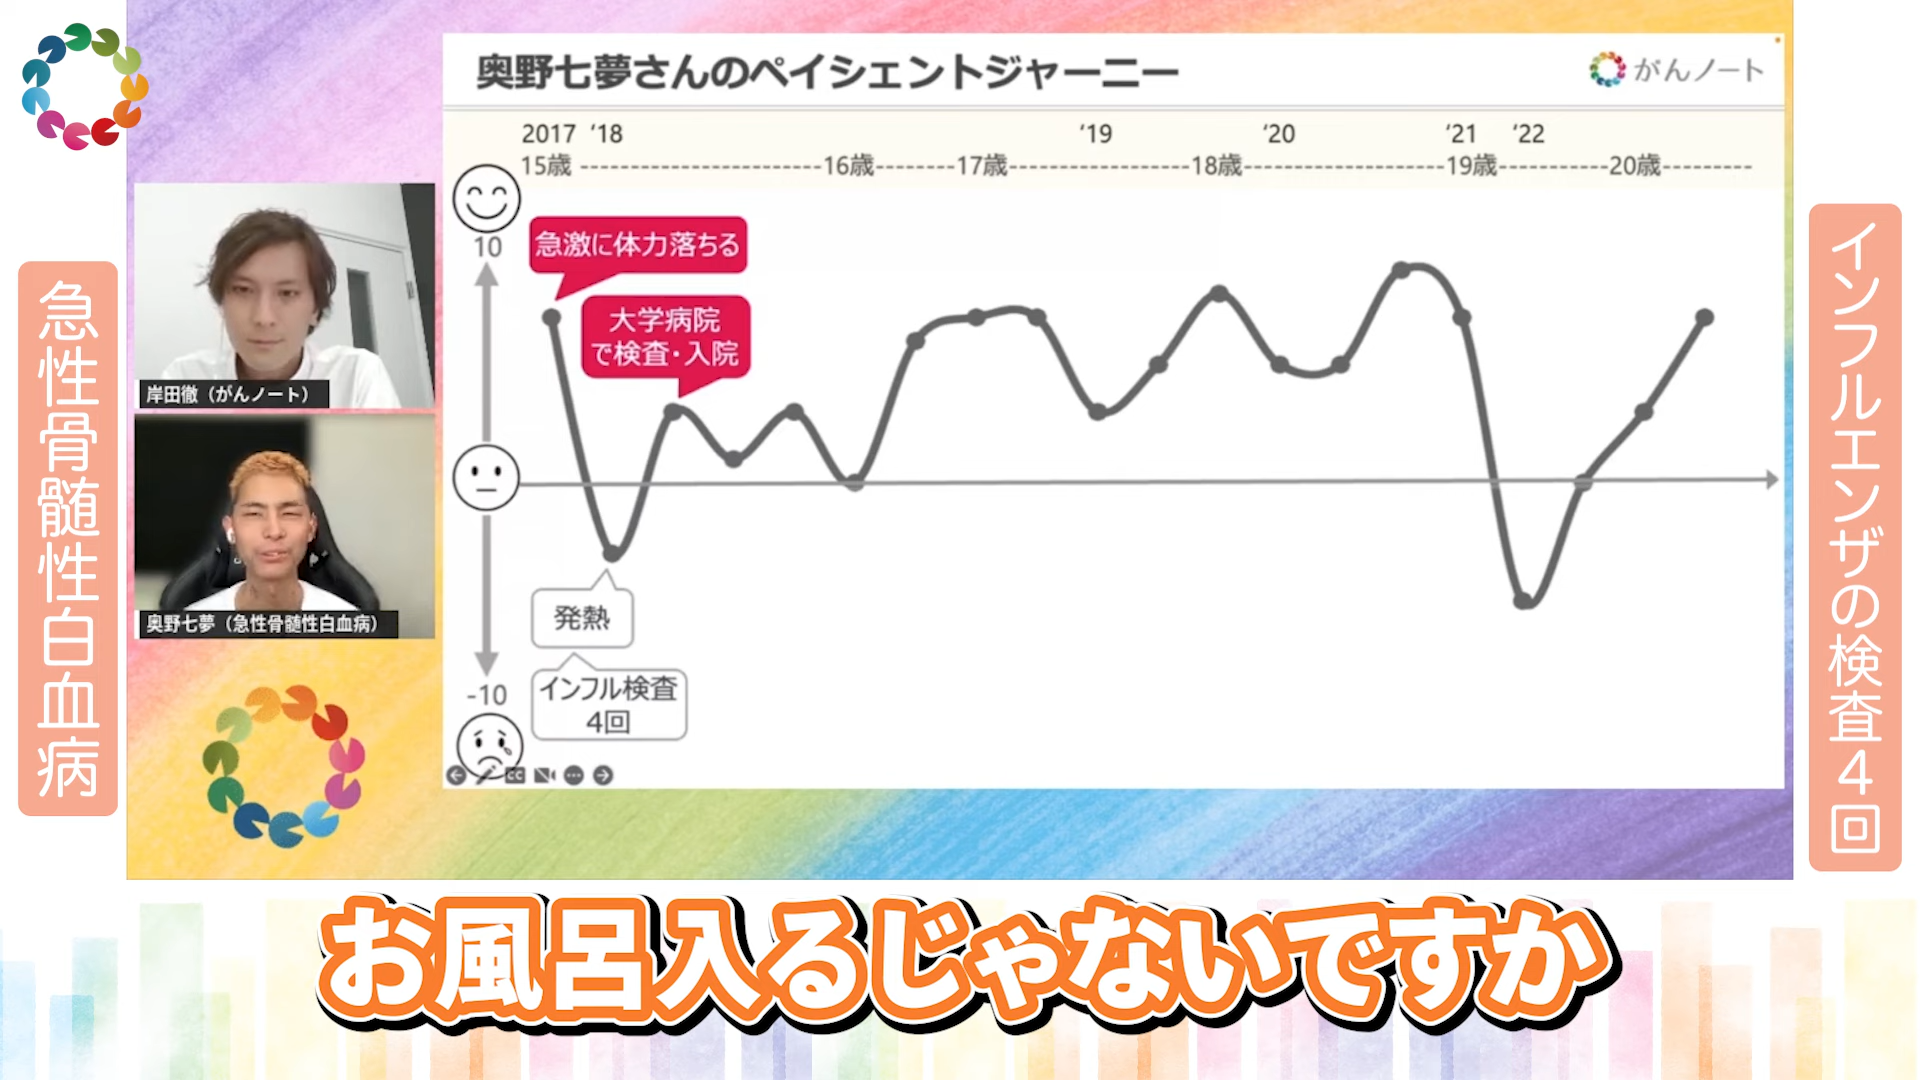 奥野七夢さんのペイシェントジャーニー
がんノート
2017 ‘18 ‘19 ‘20 ‘21 ‘22
15歳 ----------------------16歳--------17歳----------------18歳------------------19歳----------20歳---------
10
急激に体力落ちる
大学病院
で検査・入院
発熱
インフル検査
4回
-10
CC
岸田徹（がんノート）
奥野七夢（急性骨髄性白血病）
急性骨髄性白血病
インフルエンザの検査4回
お風呂入るじゃないですか